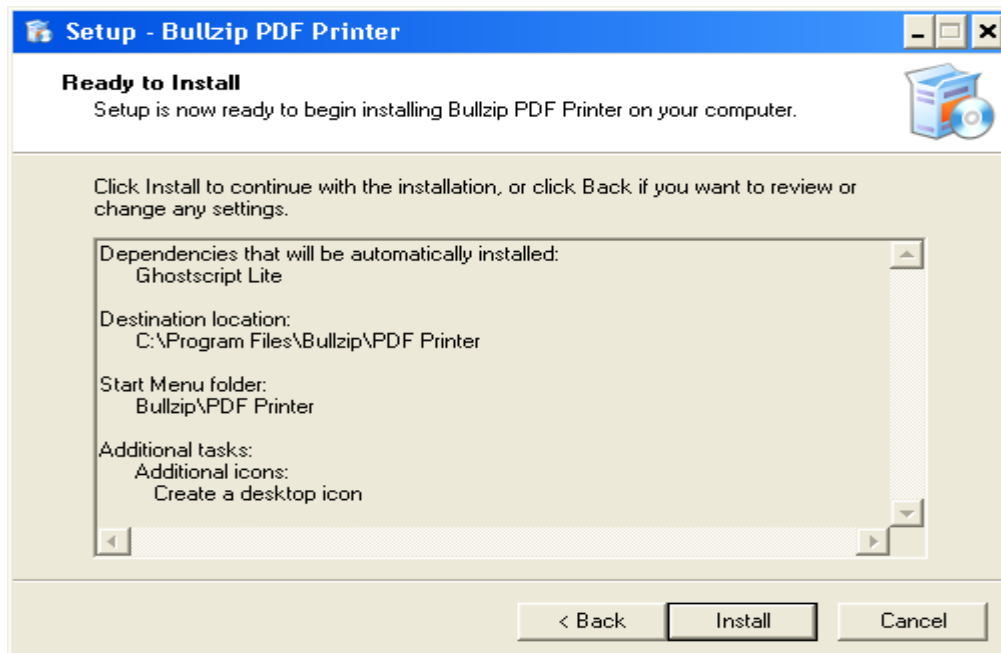 Setup - Bullzip PDF Printer
Ready to Install
Setup is now ready to begin installing Bullzip PDF Printer on your computer.
Click Install to continue with the installation, or click Back if you want to review or
change any settings.
Dependencies that will be automatically installed:
Ghostscript Lite
Destination location:
C:\Program Files\Bullzip\PDF Printer
Start Menu folder:
Bullzip\PDF Printer
Additional tasks:
Additional icons:
Create a desktop icon
< Back Install Cancel